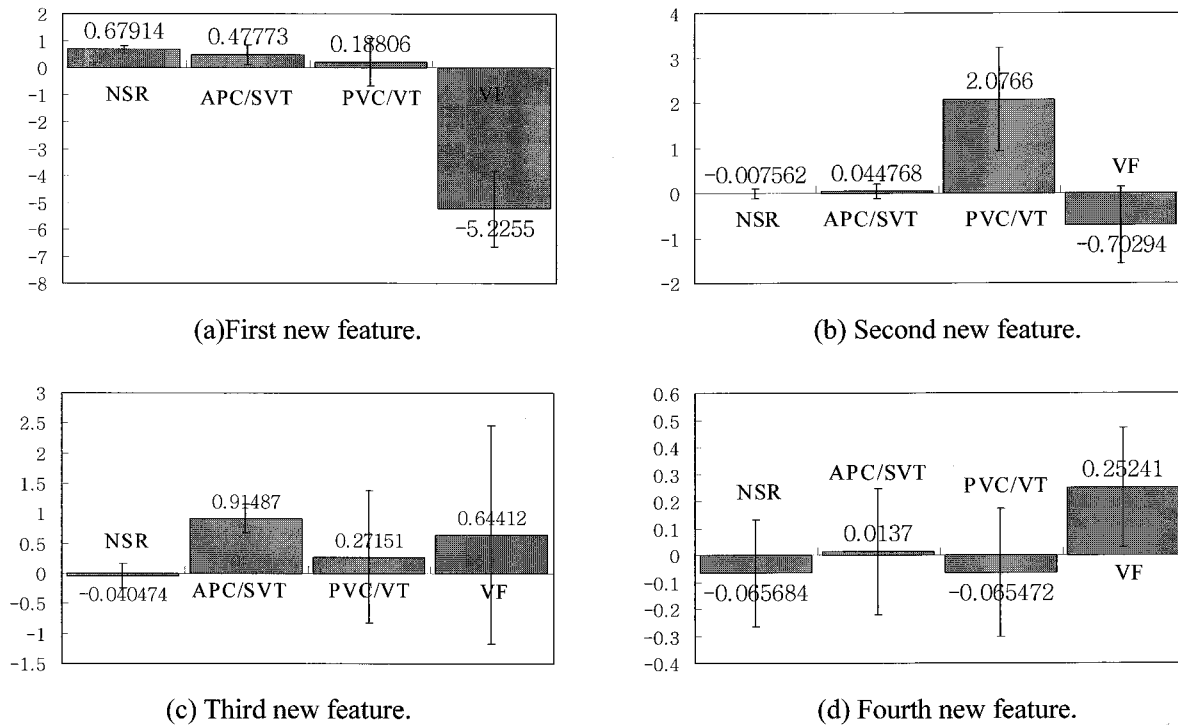 2
1
0
-1
-2
-3
-4
-5
-6
-7
-8
0.67914
0.47773
0.18806
NSR
APC/SVT
PVC/VT
VF
-5.2255
(a)First new feature.
4
3
2
1
0
-1
-2
2.0766
VF
-0.007562
0.044768
NSR
APC/SVT
PVC/VT
-0.70294
(b) Second new feature.
3
2.5
2
1.5
1
0.5
0
-0.5
-1
-1.5
0.91487
NSR
0.27151
0.64412
-0.040474
APC/SVT
PVC/VT
VF
(c) Third new feature.
0.6
0.5
0.4
0.3
0.2
0.1
0
-0.1
-0.2
-0.3
-0.4
NSR
APC/SVT
PVC/VT
0.25241
0.0137
VF
-0.065684
-0.065472
(d) Fourth new feature.